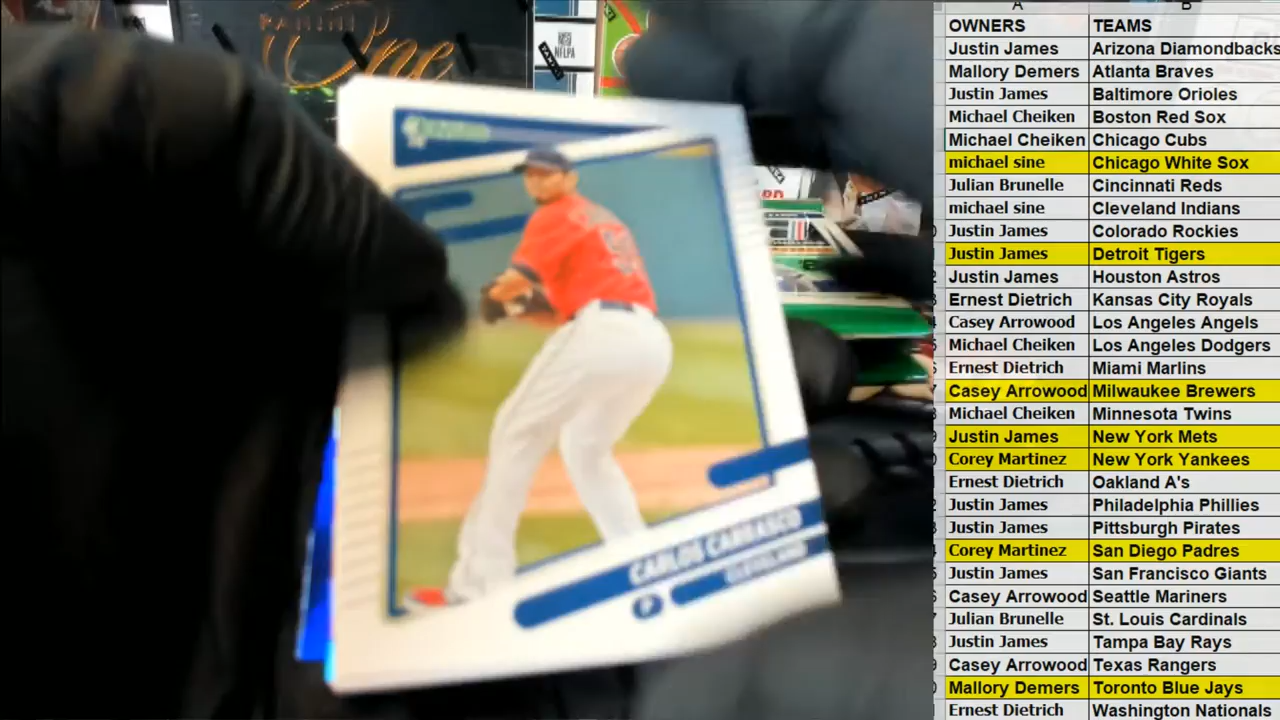 PANINI
One
NFLPA
Donruss
CARLOS CARRASCO
P
CLEVELAND
A B
OWNERS TEAMS
Justin James Arizona Diamondbacks
Mallory Demers Atlanta Braves
Justin James Baltimore Orioles
Michael Cheiken Boston Red Sox
Michael Cheiken Chicago Cubs
michael sine Chicago White Sox
Julian Brunelle Cincinnati Reds
michael sine Cleveland Indians
Justin James Colorado Rockies
Justin James Detroit Tigers
Justin James Houston Astros
Ernest Dietrich Kansas City Royals
Casey Arrowood Los Angeles Angels
Michael Cheiken Los Angeles Dodgers
Ernest Dietrich Miami Marlins
Casey Arrowood Milwaukee Brewers
Michael Cheiken Minnesota Twins
Justin James New York Mets
Corey Martinez New York Yankees
Ernest Dietrich Oakland A's
Justin James Philadelphia Phillies
Justin James Pittsburgh Pirates
Corey Martinez San Diego Padres
Justin James San Francisco Giants
Casey Arrowood Seattle Mariners
Julian Brunelle St. Louis Cardinals
Justin James Tampa Bay Rays
Casey Arrowood Texas Rangers
Mallory Demers Toronto Blue Jays
Ernest Dietrich Washington Nationals